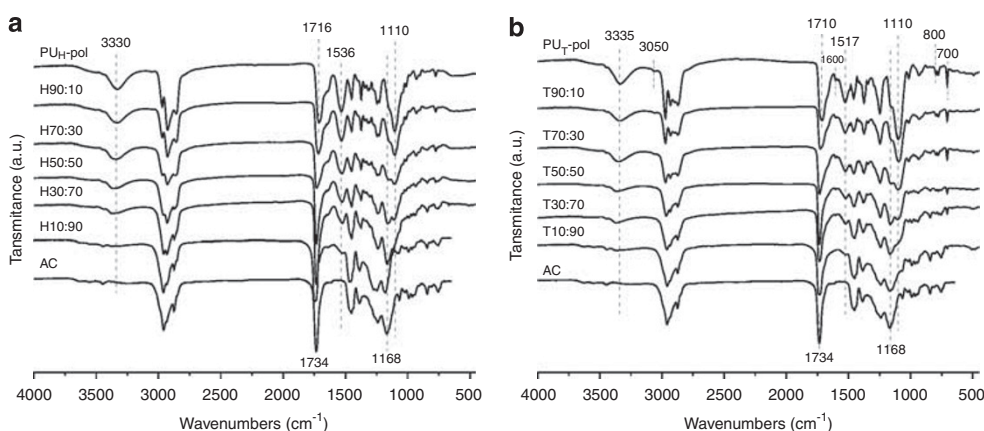 a
3330
1716
1110
1536
PUH-pol
H90:10
H70:30
H50:50
H30:70
H10:90
AC
1734
1168
Tansmitance (a.u.)
4000 3500 3000 2500 2000 1500 1000 500
Wavenumbers (cm⁻¹)
b
3335
3050
1710
1600
1517
1110
800
700
PUT-pol
T90:10
T70:30
T50:50
T30:70
T10:90
AC
1734
1168
Tansmitance (a.u.)
4000 3500 3000 2500 2000 1500 1000 500
Wavenumbers (cm⁻¹)